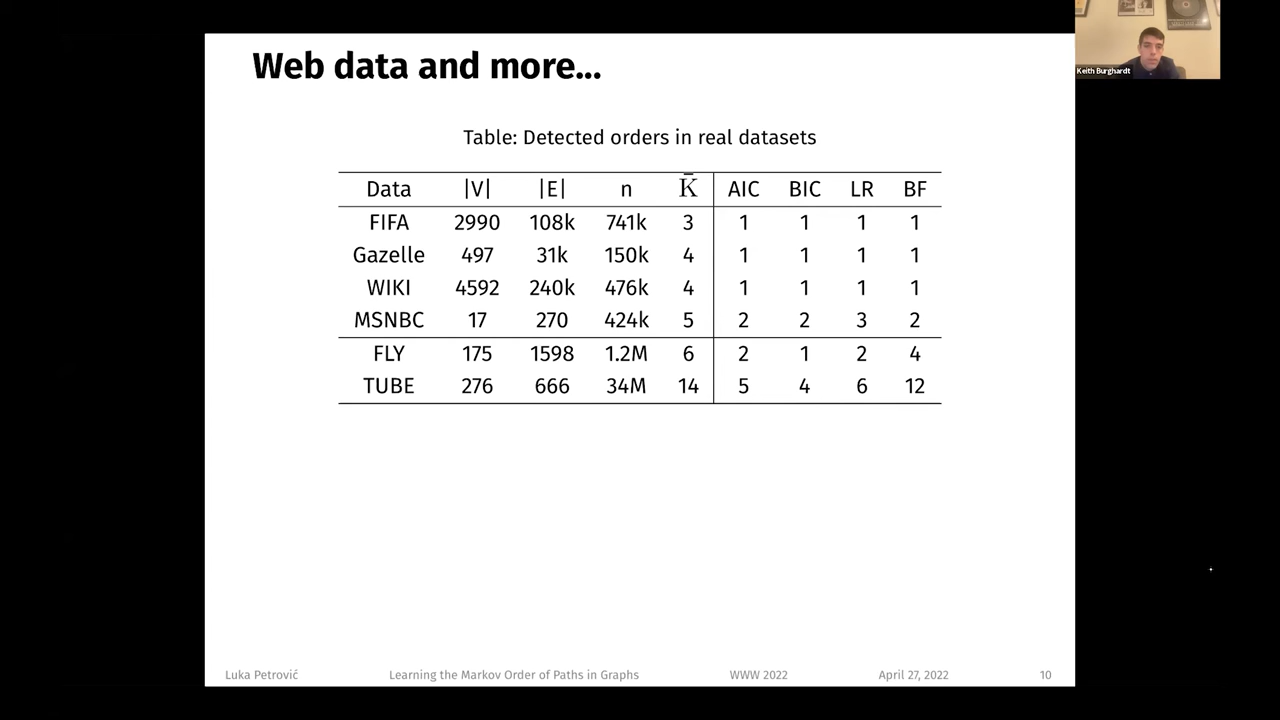 Web data and more...
Keith Burghardt
Table: Detected orders in real datasets
Data |V| |E| n K̄ AIC BIC LR BF
FIFA 2990 108k 741k 3 1 1 1 1
Gazelle 497 31k 150k 4 1 1 1 1
WIKI 4592 240k 476k 4 1 1 1 1
MSNBC 17 270 424k 5 2 2 3 2
FLY 175 1598 1.2M 6 2 1 2 4
TUBE 276 666 34M 14 5 4 6 12
Luka Petrović Learning the Markov Order of Paths in Graphs WWW 2022 April 27, 2022 10